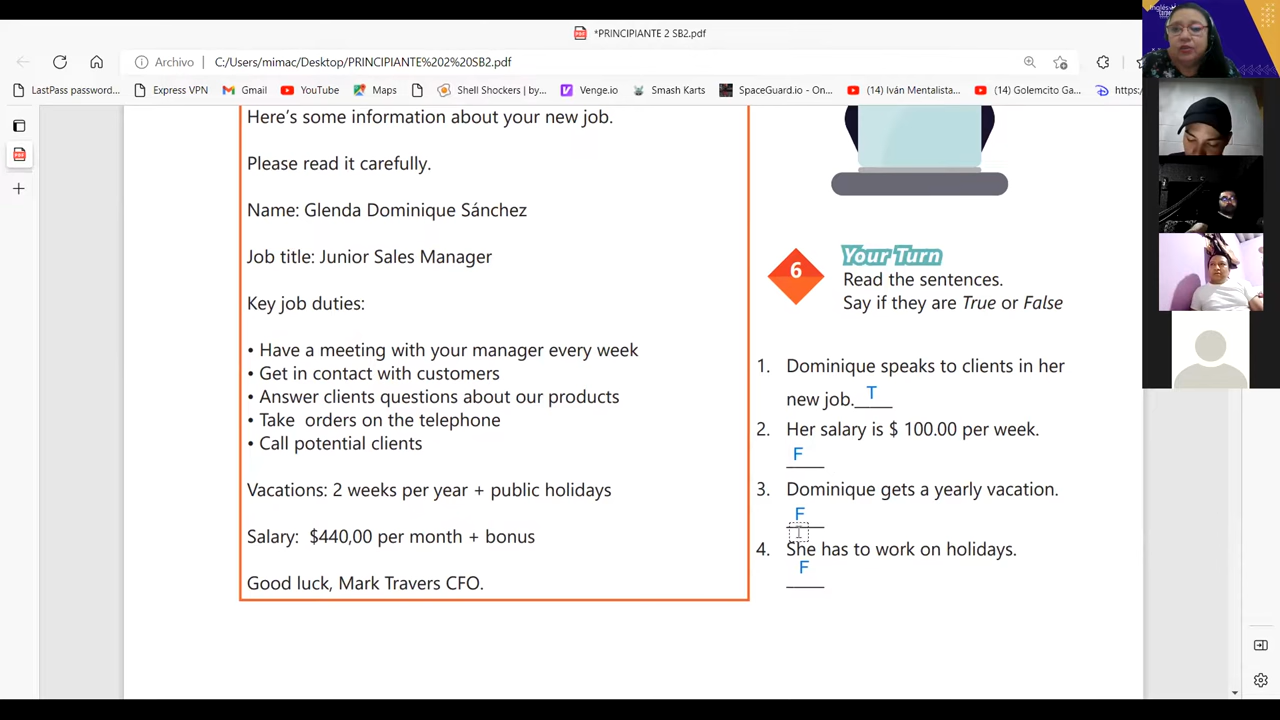 Inglés
*PRINCIPIANTE 2 SB2.pdf
Archivo
C:/Users/mimac/Desktop/PRINCIPIANTE%202%20SB2.pdf
LastPass password... Express VPN Gmail YouTube Maps Shell Shockers | by... Venge.io Smash Karts SpaceGuard.io - On... (14) Iván Mentalista... (14) Golemcito Ga... https:
Here's some information about your new job.
Please read it carefully.
Name: Glenda Dominique Sánchez
Job title: Junior Sales Manager
Key job duties:
• Have a meeting with your manager every week
• Get in contact with customers
• Answer clients questions about our products
• Take orders on the telephone
• Call potential clients
Vacations: 2 weeks per year + public holidays
Salary: $440,00 per month + bonus
Good luck, Mark Travers CFO.
6
Your Turn
Read the sentences.
Say if they are True or False
1. Dominique speaks to clients in her
new job. T
2. Her salary is $ 100.00 per week.
F
3. Dominique gets a yearly vacation.
F
4. She has to work on holidays.
F